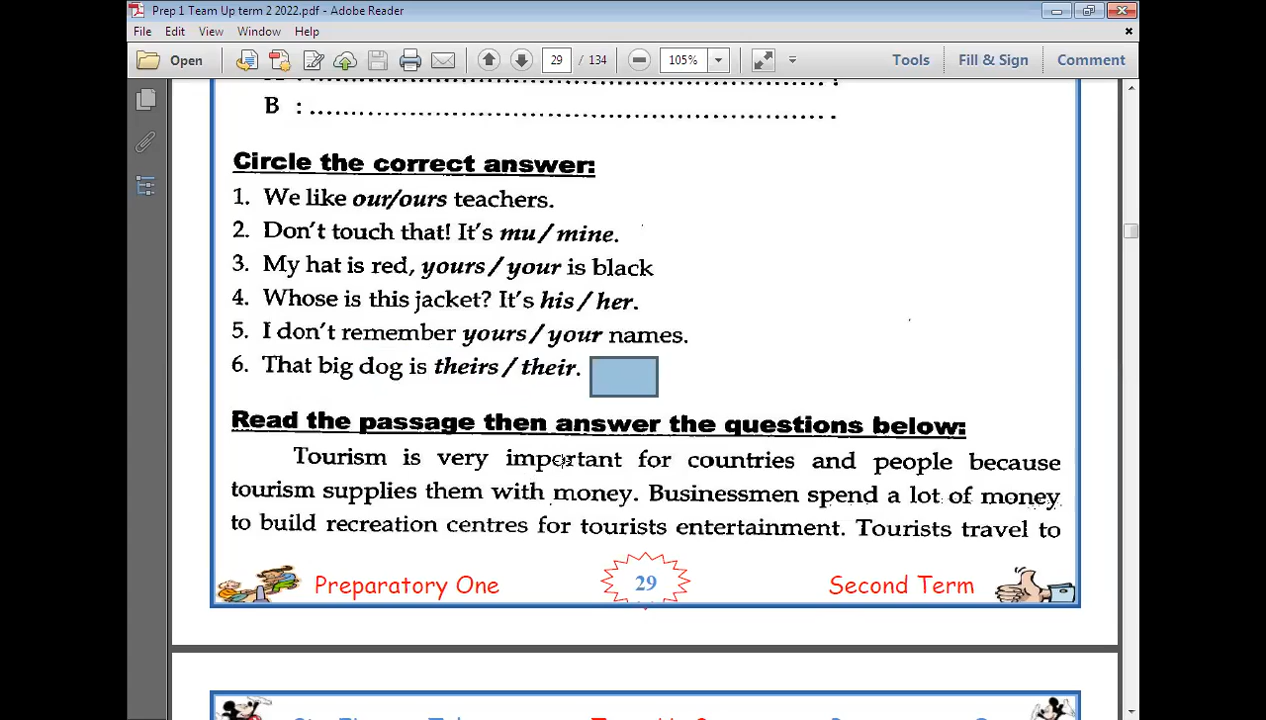 Prep 1 Team Up term 2 2022.pdf - Adobe Reader
File Edit View Window Help
Open 29 / 134 105% Tools Fill & Sign Comment
B : .
Circle the correct answer:
1. We like our/ours teachers.
2. Don't touch that! It's mu / mine.
3. My hat is red, yours / your is black
4. Whose is this jacket? It's his / her.
5. I don't remember yours / your names.
6. That big dog is theirs / their.
Read the passage then answer the questions below:
Tourism is very important for countries and people because
tourism supplies them with money. Businessmen spend a lot of money
to build recreation centres for tourists entertainment. Tourists travel to
Preparatory One 29 Second Term